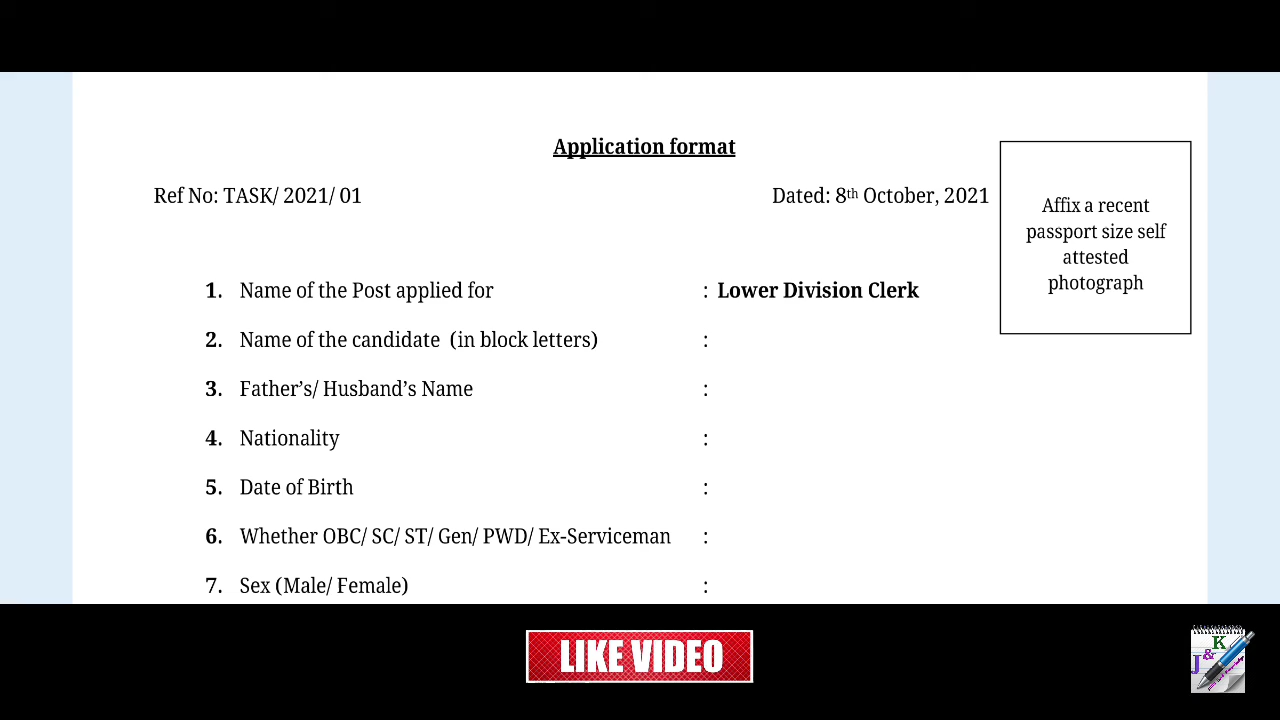 Application format
Ref No: TASK/ 2021/ 01
Dated: 8th October, 2021
Affix a recent
passport size self
attested
photograph
1. Name of the Post applied for : Lower Division Clerk
2. Name of the candidate (in block letters) :
3. Father’s/ Husband’s Name :
4. Nationality :
5. Date of Birth :
6. Whether OBC/ SC/ ST/ Gen/ PWD/ Ex-Serviceman :
7. Sex (Male/ Female) :
LIKE VIDEO
J&K